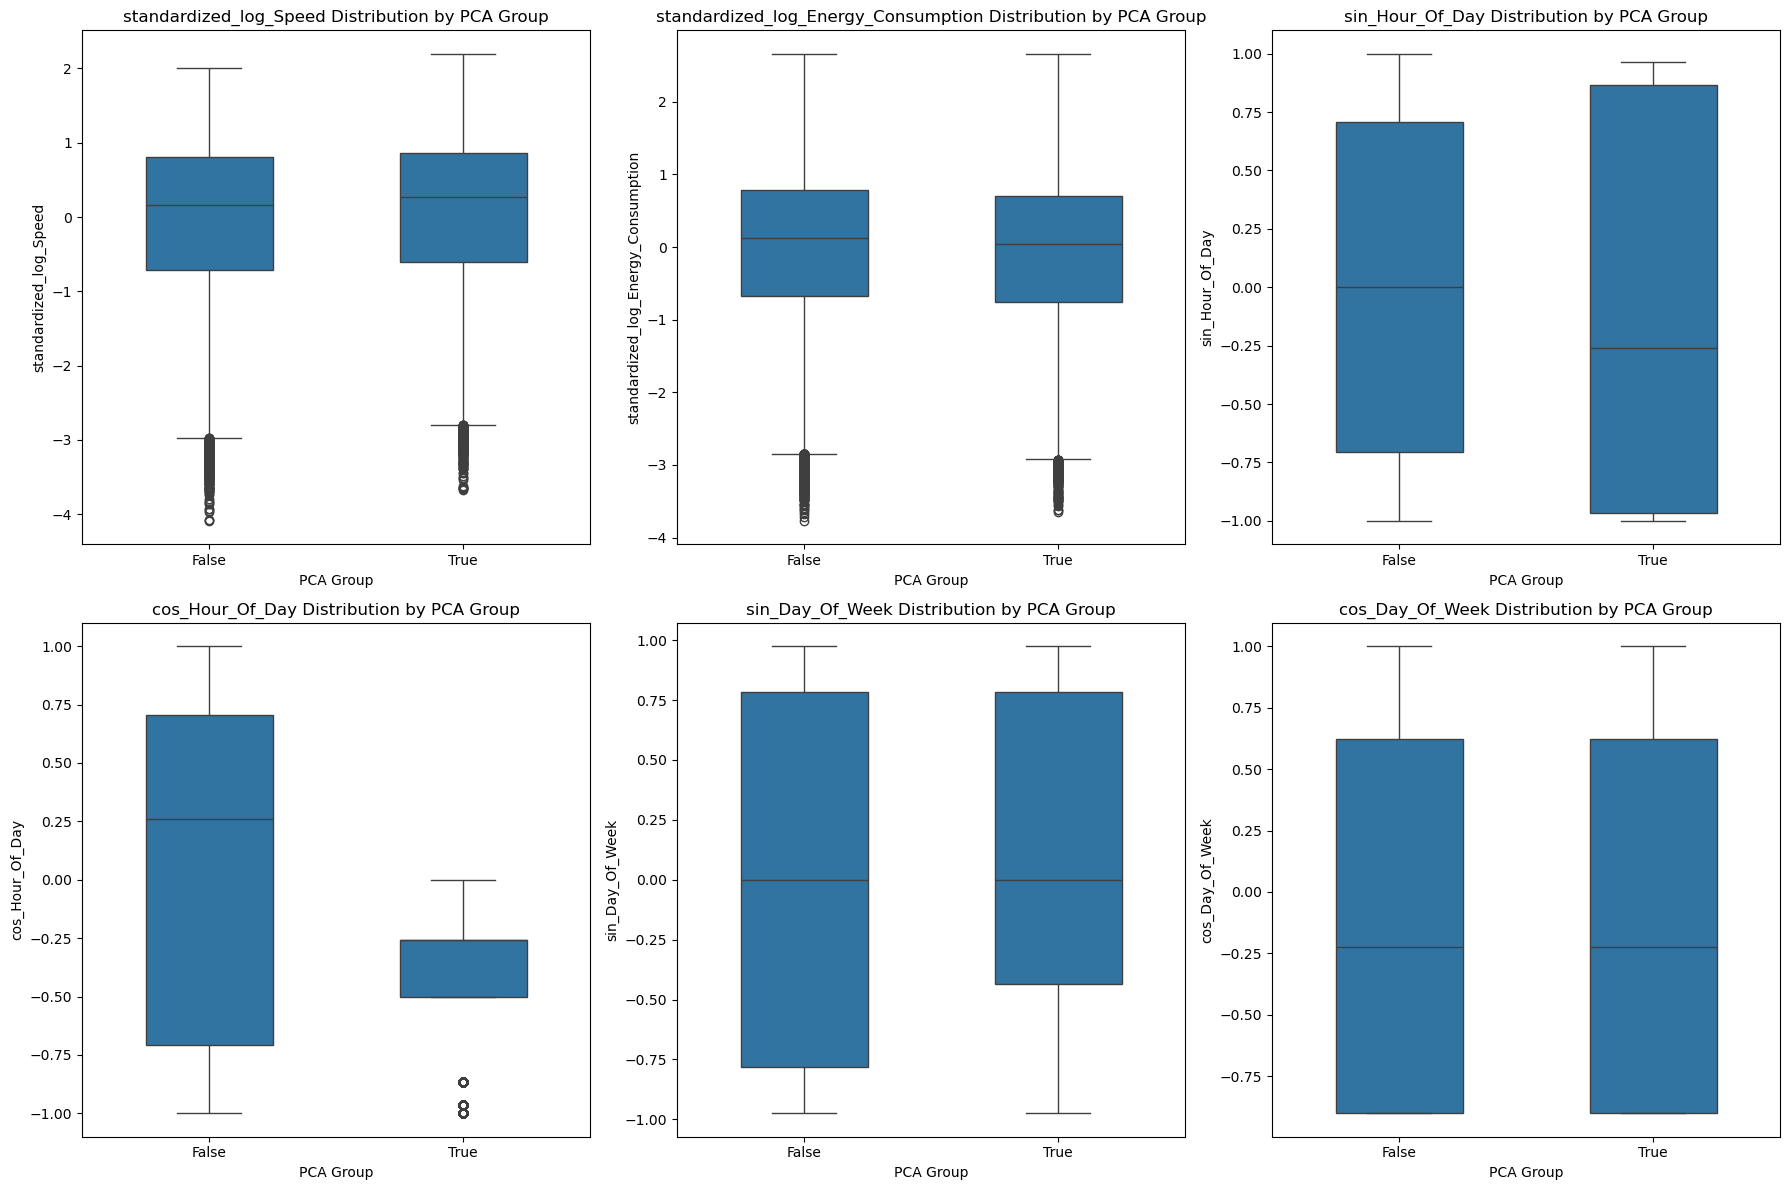 standardized_log_Speed Distribution by PCA Group
standardized_log_Speed
2
1
0
−1
−2
−3
−4
False
True
PCA Group
standardized_log_Energy_Consumption Distribution by PCA Group
standardized_log_Energy_Consumption
2
1
0
−1
−2
−3
−4
False
True
PCA Group
sin_Hour_Of_Day Distribution by PCA Group
sin_Hour_Of_Day
1.00
0.75
0.50
0.25
0.00
−0.25
−0.50
−0.75
−1.00
False
True
PCA Group
cos_Hour_Of_Day Distribution by PCA Group
cos_Hour_Of_Day
1.00
0.75
0.50
0.25
0.00
−0.25
−0.50
−0.75
−1.00
False
True
PCA Group
sin_Day_Of_Week Distribution by PCA Group
sin_Day_Of_Week
1.00
0.75
0.50
0.25
0.00
−0.25
−0.50
−0.75
−1.00
False
True
PCA Group
cos_Day_Of_Week Distribution by PCA Group
cos_Day_Of_Week
1.00
0.75
0.50
0.25
0.00
−0.25
−0.50
−0.75
False
True
PCA Group